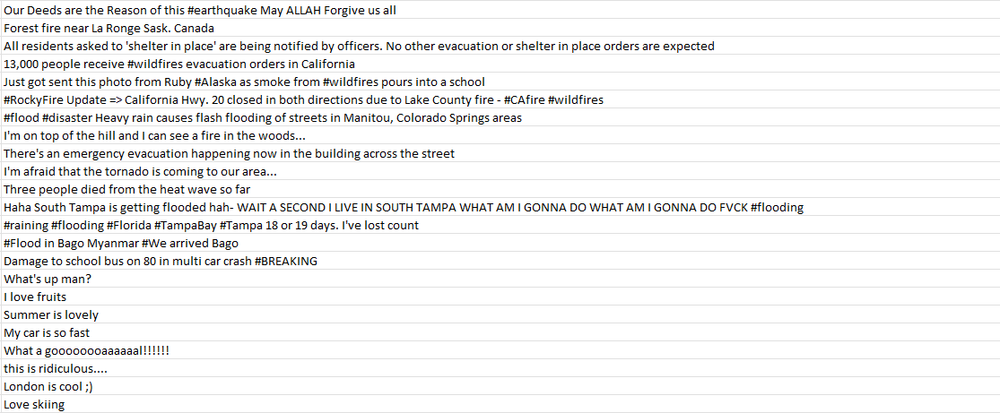 Our Deeds are the Reason of this #earthquake May ALLAH Forgive us all
Forest fire near La Ronge Sask. Canada
All residents asked to 'shelter in place' are being notified by officers. No other evacuation or shelter in place orders are expected
13,000 people receive #wildfires evacuation orders in California
Just got sent this photo from Ruby #Alaska as smoke from #wildfires pours into a school
#RockyFire Update => California Hwy. 20 closed in both directions due to Lake County fire - #CAfire #wildfires
#flood #disaster Heavy rain causes flash flooding of streets in Manitou, Colorado Springs areas
I'm on top of the hill and I can see a fire in the woods...
There's an emergency evacuation happening now in the building across the street
I'm afraid that the tornado is coming to our area...
Three people died from the heat wave so far
Haha South Tampa is getting flooded hah- WAIT A SECOND I LIVE IN SOUTH TAMPA WHAT AM I GONNA DO WHAT AM I GONNA DO FVCK #flooding
#raining #flooding #Florida #TampaBay #Tampa 18 or 19 days. I've lost count
#Flood in Bago Myanmar #We arrived Bago
Damage to school bus on 80 in multi car crash #BREAKING
What's up man?
I love fruits
Summer is lovely
My car is so fast
What a goooooooaaaaaal!!!!!!
this is ridiculous....
London is cool ;)
Love skiing